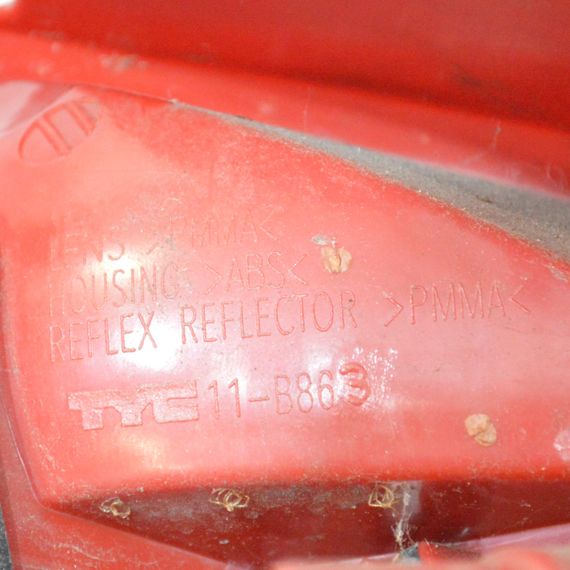 LENS >PMMA<
HOUSING >ABS<
REFLEX REFLECTOR >PMMA<
TYC 11-B863